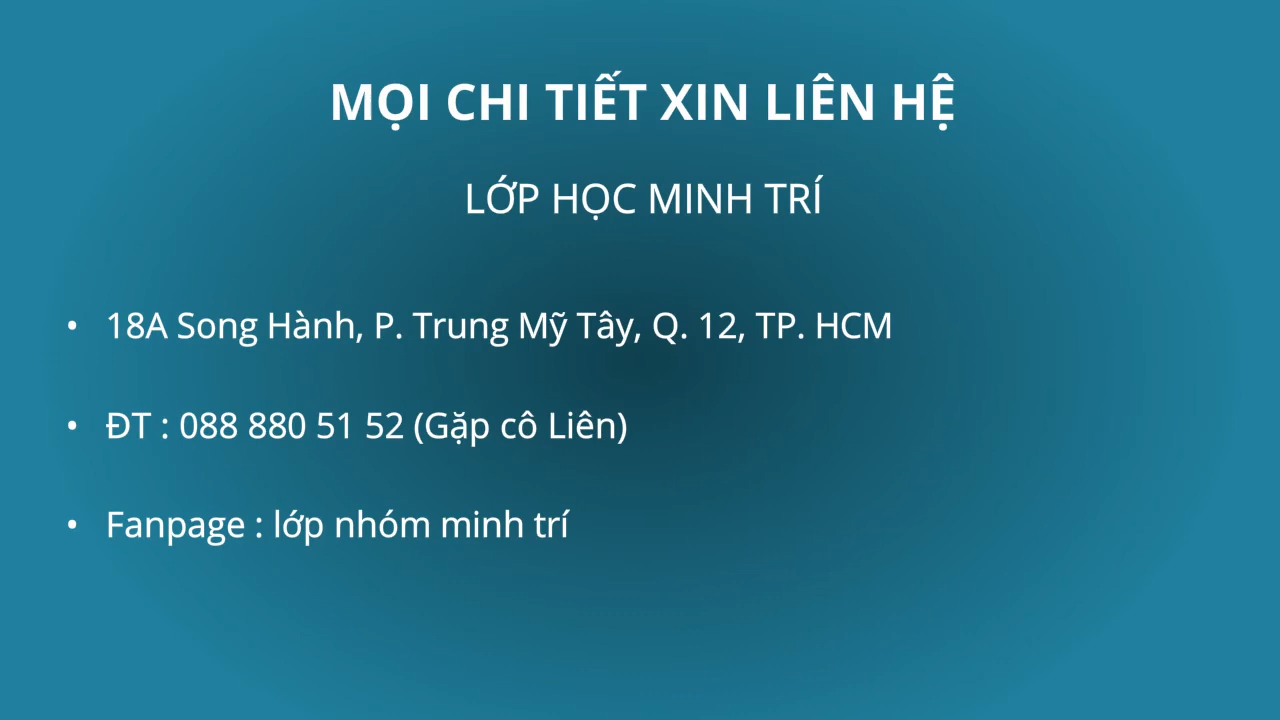 MỌI CHI TIẾT XIN LIÊN HỆ
LỚP HỌC MINH TRÍ
• 18A Song Hành, P. Trung Mỹ Tây, Q. 12, TP. HCM
• ĐT : 088 880 51 52 (Gặp cô Liên)
• Fanpage : lớp nhóm minh trí